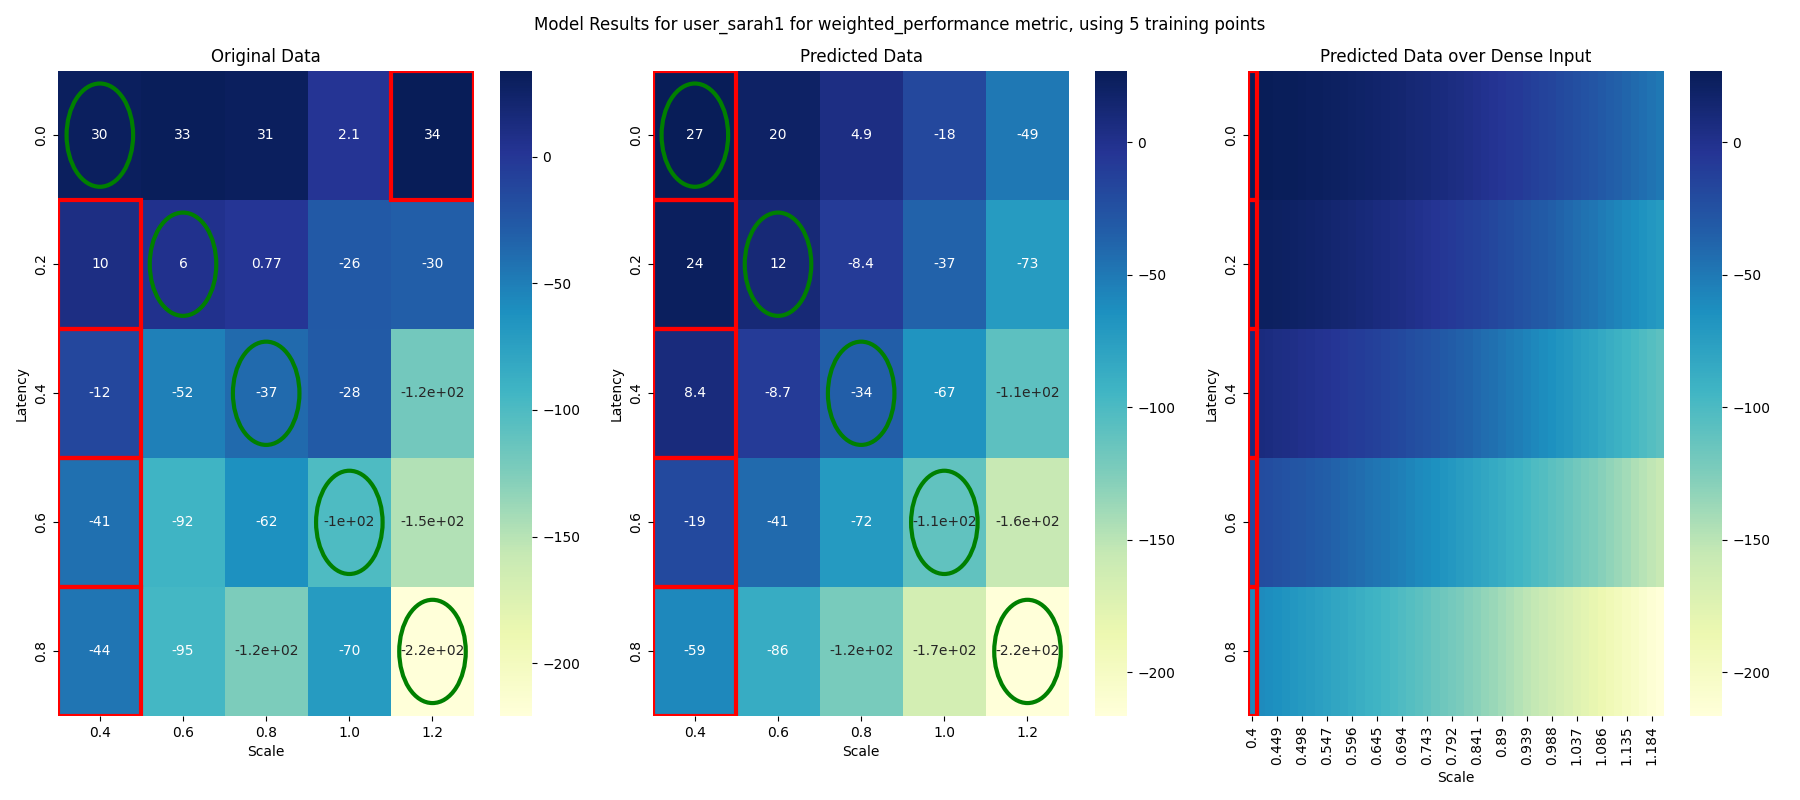 Model Results for user_sarah1 for weighted_performance metric, using 5 training points
Original Data
30 33 31 2.1 34
10 6 0.77 -26 -30
-12 -52 -37 -28 -1.2e+02
-41 -92 -62 -1e+02 -1.5e+02
-44 -95 -1.2e+02 -70 -2.2e+02
0.0
0.2
0.4
0.6
0.8
Latency
0.4 0.6 0.8 1.0 1.2
Scale
0
−50
−100
−150
−200
Predicted Data
27 20 4.9 -18 -49
24 12 -8.4 -37 -73
8.4 -8.7 -34 -67 -1.1e+02
-19 -41 -72 -1.1e+02 -1.6e+02
-59 -86 -1.2e+02 -1.7e+02 -2.2e+02
0.0
0.2
0.4
0.6
0.8
Latency
0.4 0.6 0.8 1.0 1.2
Scale
0
−50
−100
−150
−200
Predicted Data over Dense Input
0.0
0.2
0.4
0.6
0.8
Latency
0.4 0.449 0.498 0.547 0.596 0.645 0.694 0.743 0.792 0.841 0.89 0.939 0.988 1.037 1.086 1.135 1.184
Scale
0
−50
−100
−150
−200